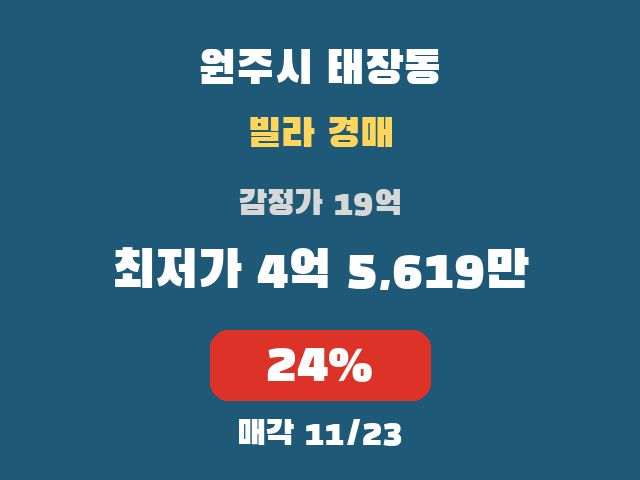 원주시 태장동
빌라 경매
감정가 19억
최저가 4억 5,619만
24%
매각 11/23